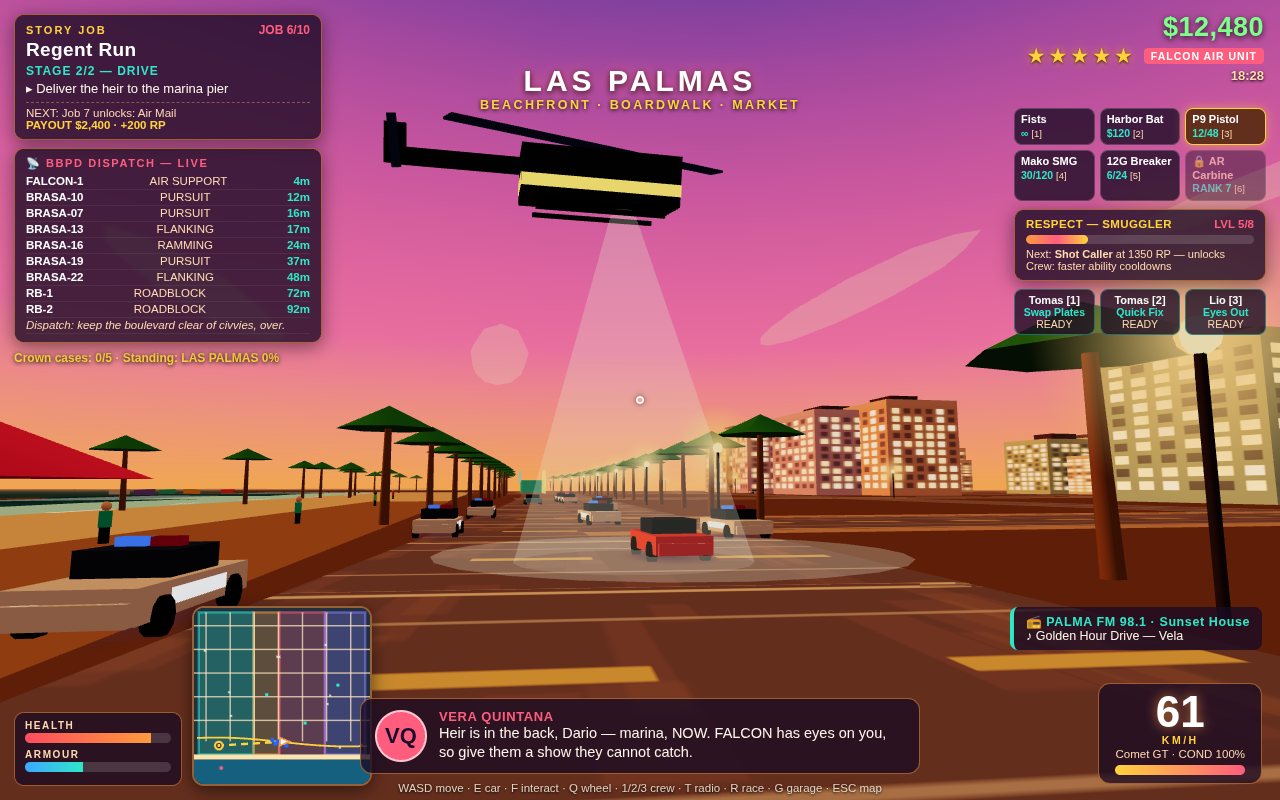 STORY JOB JOB 6/10
Regent Run
STAGE 2/2 — DRIVE
▸ Deliver the heir to the marina pier
NEXT: Job 7 unlocks: Air Mail
PAYOUT $2,400 · +200 RP
📡 BBPD DISPATCH — LIVE
FALCON-1 AIR SUPPORT 4m
BRASA-10 PURSUIT 12m
BRASA-07 PURSUIT 16m
BRASA-13 FLANKING 17m
BRASA-16 RAMMING 24m
BRASA-19 PURSUIT 37m
BRASA-22 FLANKING 48m
RB-1 ROADBLOCK 72m
RB-2 ROADBLOCK 92m
Dispatch: keep the boulevard clear of civvies, over.
Crown cases: 0/5 · Standing: LAS PALMAS 0%
LAS PALMAS
BEACHFRONT · BOARDWALK · MARKET
$12,480
★★★★★ FALCON AIR UNIT
18:28
Fists
∞ [1]
Harbor Bat
$120 [2]
P9 Pistol
12/48 [3]
Mako SMG
30/120 [4]
12G Breaker
6/24 [5]
🔒 AR
Carbine
RANK 7 [6]
RESPECT — SMUGGLER LVL 5/8
Next: Shot Caller at 1350 RP — unlocks
Crew: faster ability cooldowns
Tomas [1]
Swap Plates
READY
Tomas [2]
Quick Fix
READY
Lio [3]
Eyes Out
READY
📻 PALMA FM 98.1 · Sunset House
♪ Golden Hour Drive — Vela
HEALTH
ARMOUR
VQ
VERA QUINTANA
Heir is in the back, Dario — marina, NOW. FALCON has eyes on you,
so give them a show they cannot catch.
61
KM/H
Comet GT · COND 100%
WASD move · E car · F interact · Q wheel · 1/2/3 crew · T radio · R race · G garage · ESC map